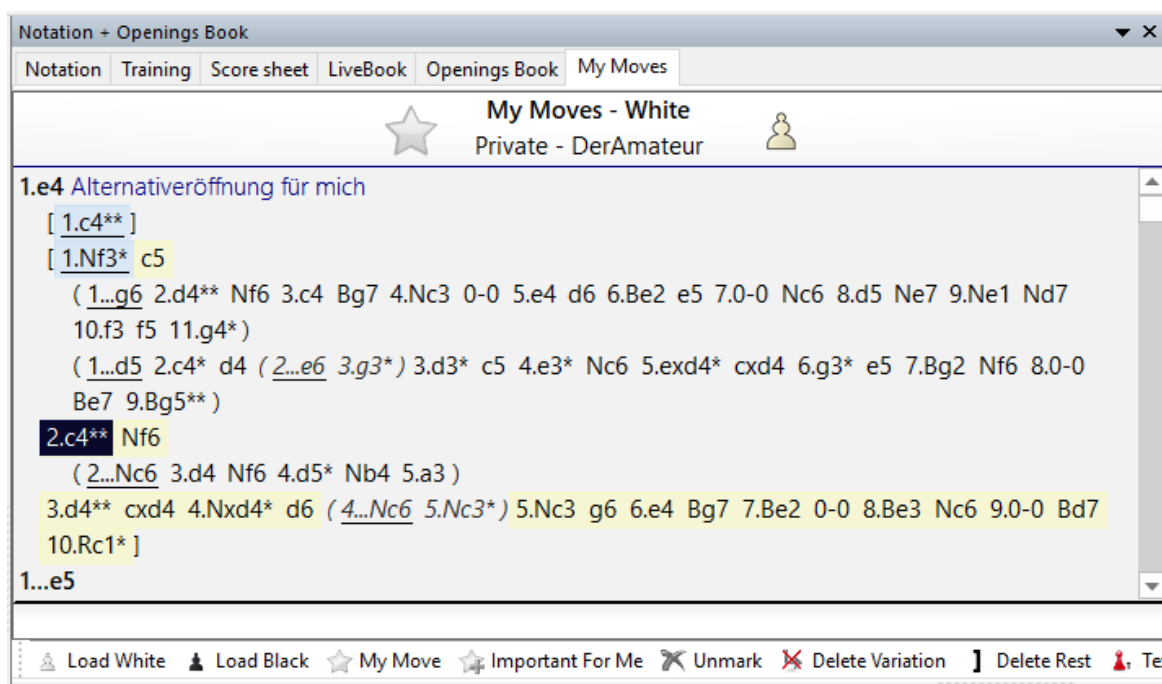 Notation + Openings Book
Notation Training Score sheet LiveBook Openings Book My Moves
My Moves - White
Private - DerAmateur
1.e4 Alternativeröffnung für mich
[ 1.c4** ]
[ 1.Nf3* c5
( 1...g6 2.d4** Nf6 3.c4 Bg7 4.Nc3 0-0 5.e4 d6 6.Be2 e5 7.0-0 Nc6 8.d5 Ne7 9.Ne1 Nd7
10.f3 f5 11.g4* )
( 1...d5 2.c4* d4 ( 2...e6 3.g3* ) 3.d3* c5 4.e3* Nc6 5.exd4* cxd4 6.g3* e5 7.Bg2 Nf6 8.0-0
Be7 9.Bg5** )
2.c4** Nf6
( 2...Nc6 3.d4 Nf6 4.d5* Nb4 5.a3 )
3.d4** cxd4 4.Nxd4* d6 ( 4...Nc6 5.Nc3* ) 5.Nc3 g6 6.e4 Bg7 7.Be2 0-0 8.Be3 Nc6 9.0-0 Bd7
10.Rc1* ]
1...e5
Load White Load Black My Move Important For Me Unmark Delete Variation ] Delete Rest Te